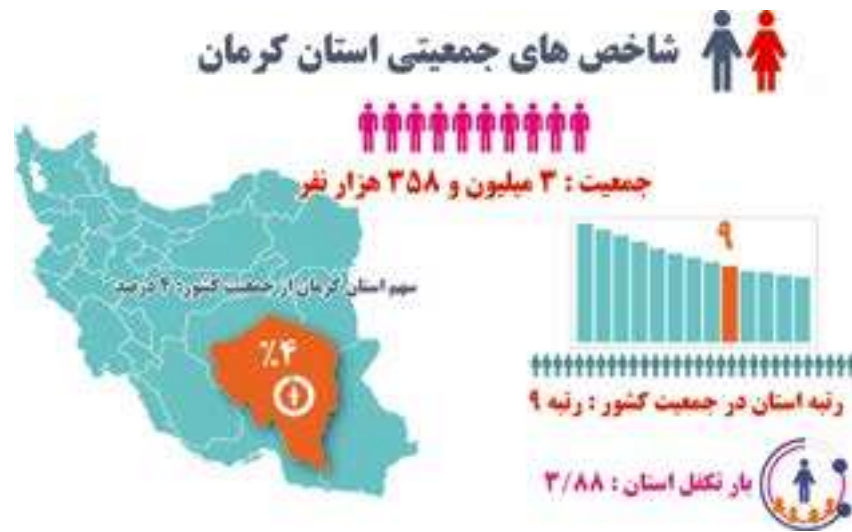 شاخص های جمعیتی استان کرمان
جمعیت : ۳ میلیون و ۳۵۸ هزار نفر
۹
سهم استان کرمان از جمعیت کشور: ۴ درصد
٪۴
رتبه استان در جمعیت کشور : رتبه ۹
بار تکفل استان : ۳/۸۸